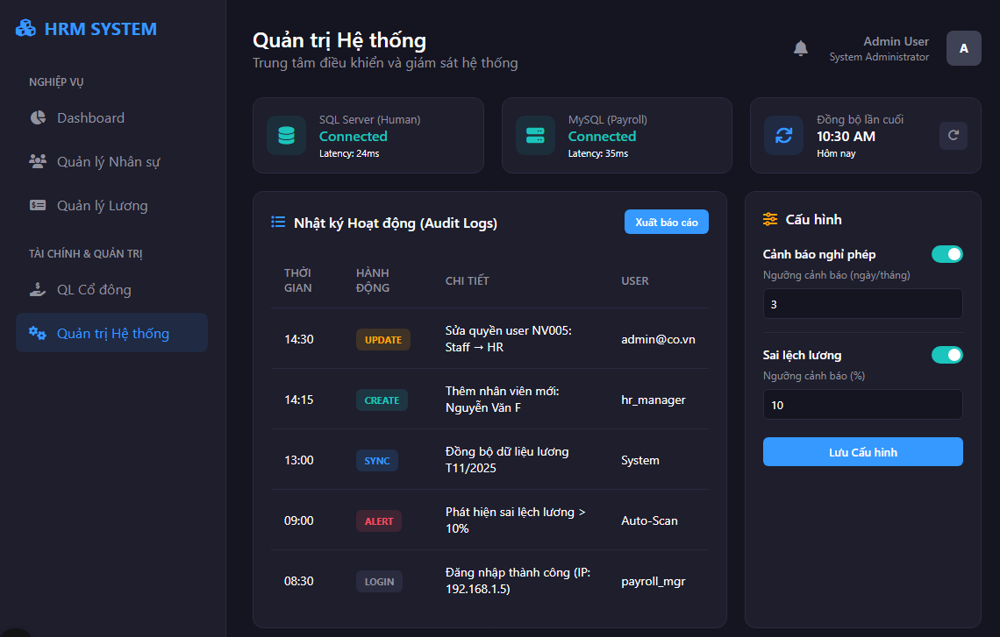 HRM SYSTEM
NGHIỆP VỤ
Dashboard
Quản lý Nhân sự
Quản lý Lương
TÀI CHÍNH & QUẢN TRỊ
QL Cổ đông
Quản trị Hệ thống
Quản trị Hệ thống
Trung tâm điều khiển và giám sát hệ thống
Admin User
System Administrator
A
SQL Server (Human)
Connected
Latency: 24ms
MySQL (Payroll)
Connected
Latency: 35ms
Đồng bộ lần cuối
10:30 AM
Hôm nay
Nhật ký Hoạt động (Audit Logs)
Xuất báo cáo
THỜI
GIAN
HÀNH
ĐỘNG
CHI TIẾT
USER
14:30
UPDATE
Sửa quyền user NV005:
Staff → HR
admin@co.vn
14:15
CREATE
Thêm nhân viên mới:
Nguyễn Văn F
hr_manager
13:00
SYNC
Đồng bộ dữ liệu lương
T11/2025
System
09:00
ALERT
Phát hiện sai lệch lương >
10%
Auto-Scan
08:30
LOGIN
Đăng nhập thành công (IP:
192.168.1.5)
payroll_mgr
Cấu hình
Cảnh báo nghỉ phép
Ngưỡng cảnh báo (ngày/tháng)
3
Sai lệch lương
Ngưỡng cảnh báo (%)
10
Lưu Cấu hình